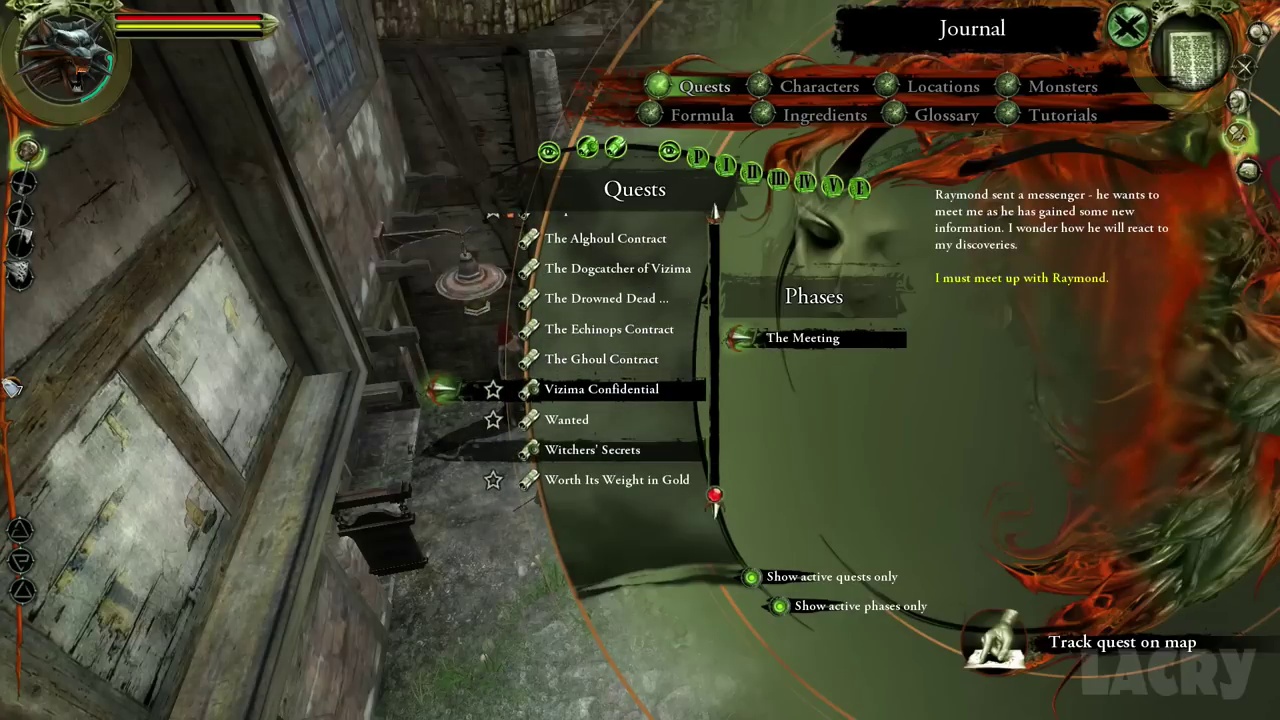 Journal
Quests Characters Locations Monsters
Formula Ingredients Glossary Tutorials
P I II III IV V E
Quests
The Alghoul Contract
The Dogcatcher of Vizima
The Drowned Dead ...
The Echinops Contract
The Ghoul Contract
Vizima Confidential
Wanted
Witchers' Secrets
Worth Its Weight in Gold
Phases
The Meeting
Raymond sent a messenger - he wants to
meet me as he has gained some new
information. I wonder how he will react to
my discoveries.
I must meet up with Raymond.
Show active quests only
Show active phases only
Track quest on map
LACRY